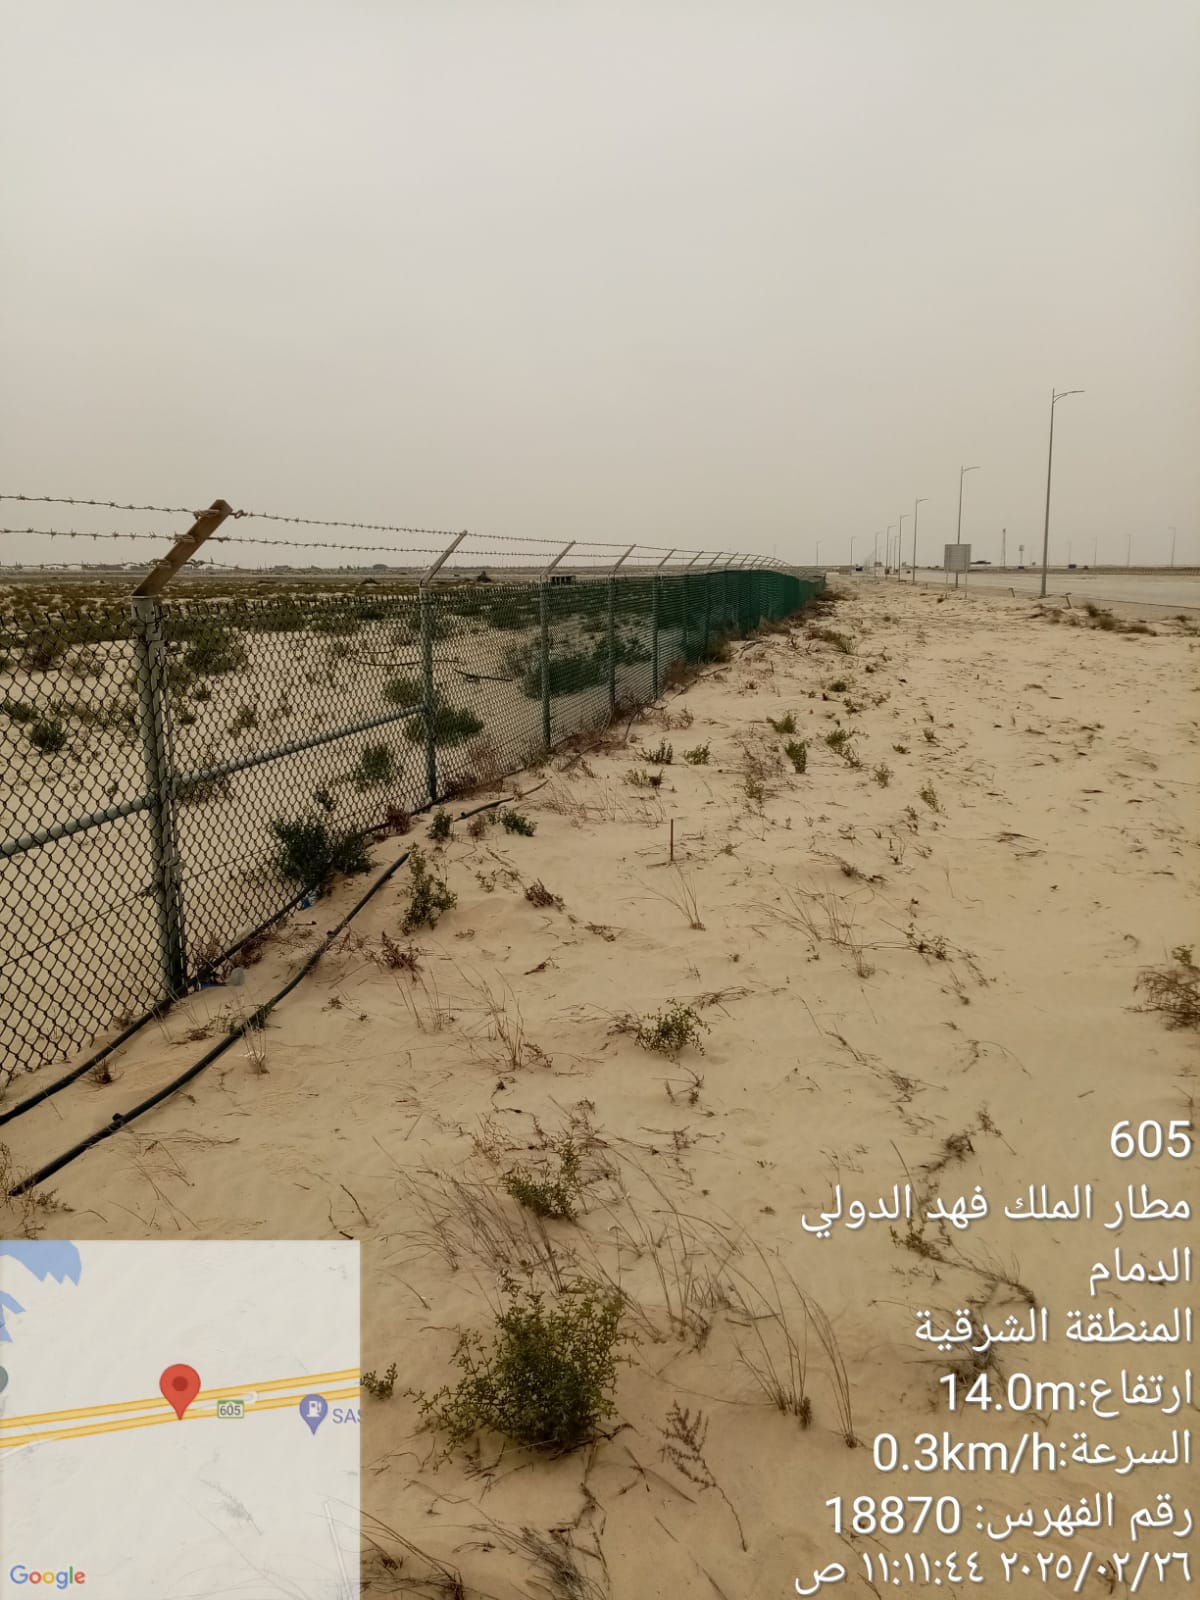 605
مطار الملك فهد الدولي
الدمام
المنطقة الشرقية
ارتفاع:14.0m
السرعة:0.3km/h
رقم الفهرس: 18870
٢٠٢٥/٠٢/٢٦ ١١:١١:٤٤ ص
605
SAS
Google